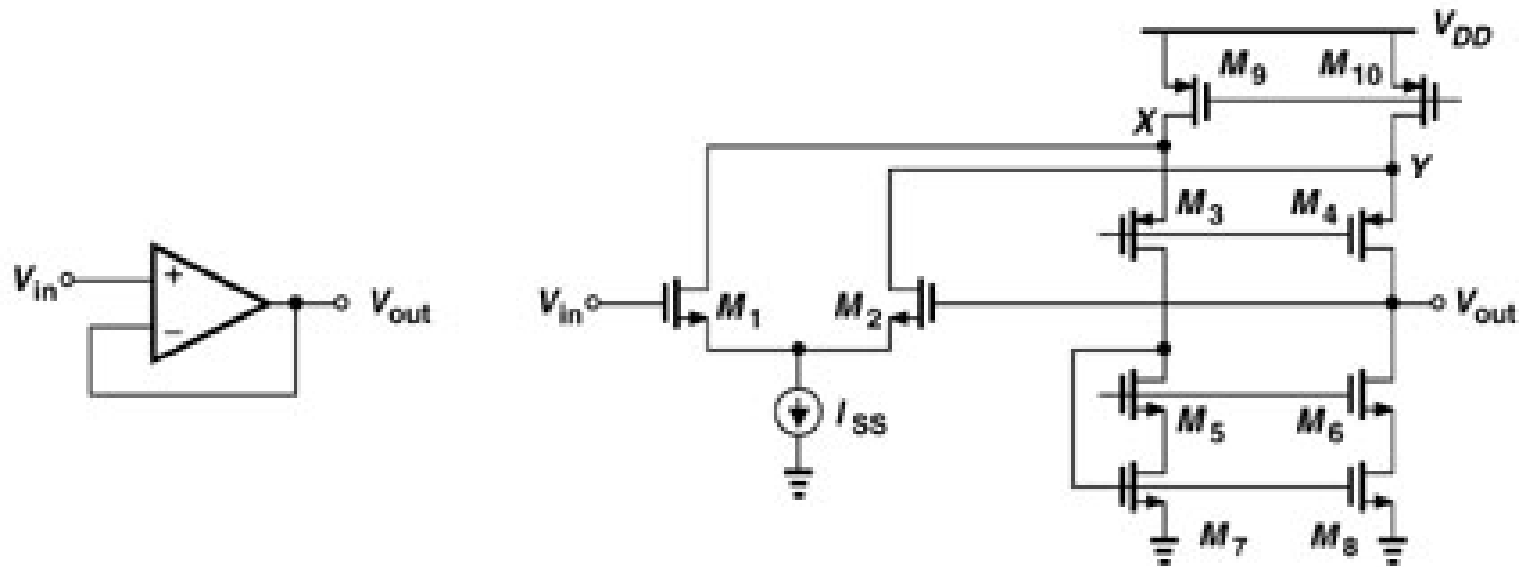 V_DD
M_9 M_10
X
Y
M_3 M_4
V_in + V_out
−
V_in M_1 M_2 V_out
I_SS
M_5 M_6
M_7 M_8